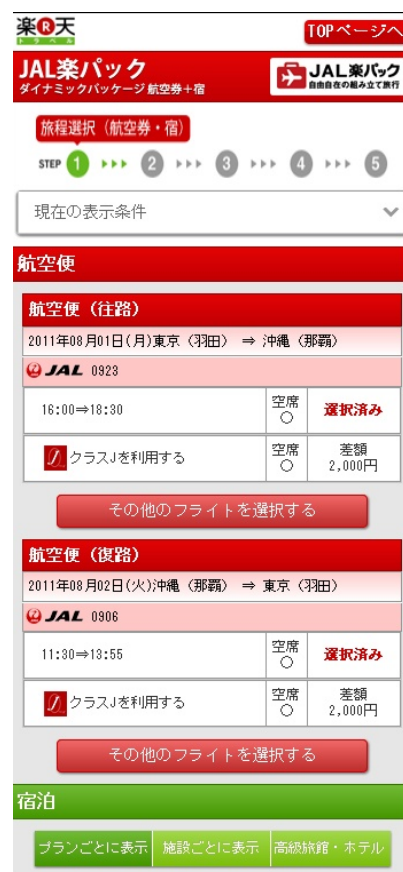 楽R天
トラベル
TOPページへ
JAL楽パック
ダイナミックパッケージ 航空券+宿
JAL楽パック
自由自在の組み立て旅行
旅程選択（航空券・宿）
STEP 1 2 3 4 5
現在の表示条件
航空便
航空便（往路）
2011年08月01日(月)東京（羽田） ⇒ 沖縄（那覇）
JAL 0923
16:00⇒18:30 空席○ 選択済み
クラスJを利用する 空席○ 差額2,000円
その他のフライトを選択する
航空便（復路）
2011年08月02日(火)沖縄（那覇） ⇒ 東京（羽田）
JAL 0906
11:30⇒13:55 空席○ 選択済み
クラスJを利用する 空席○ 差額2,000円
その他のフライトを選択する
宿泊
プランごとに表示 施設ごとに表示 高級旅館・ホテル